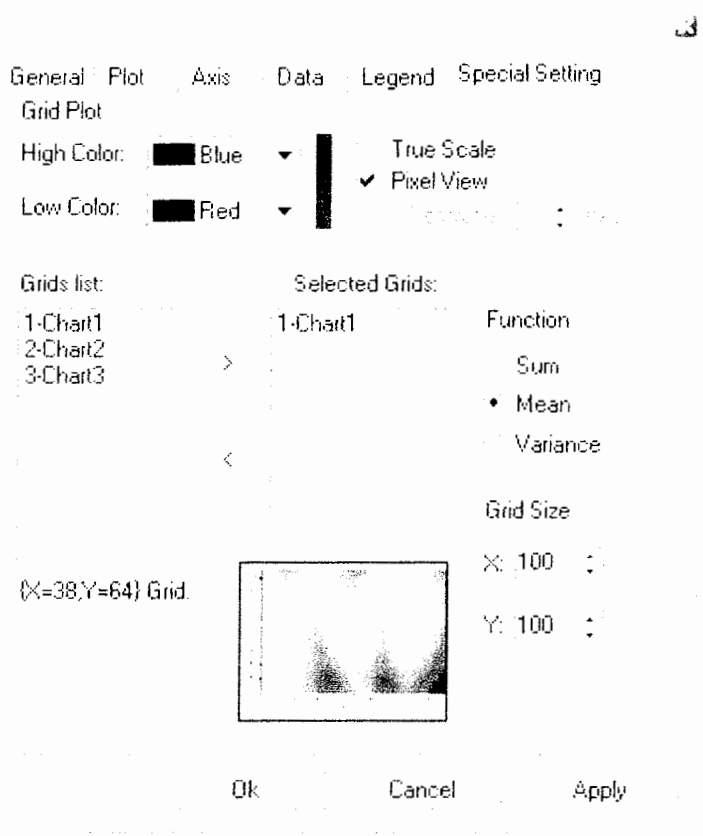 General Plot Axis Data Legend Special Setting
Grid Plot
High Color: Blue
True Scale
Pixel View
Low Color: Red
Grids list:
1-Chart1
2-Chart2
3-Chart3
>
<
Selected Grids:
1-Chart1
Function
Sum
Mean
Variance
Grid Size
X: 100
Y: 100
{X=38,Y=64} Grid.
Ok Cancel Apply